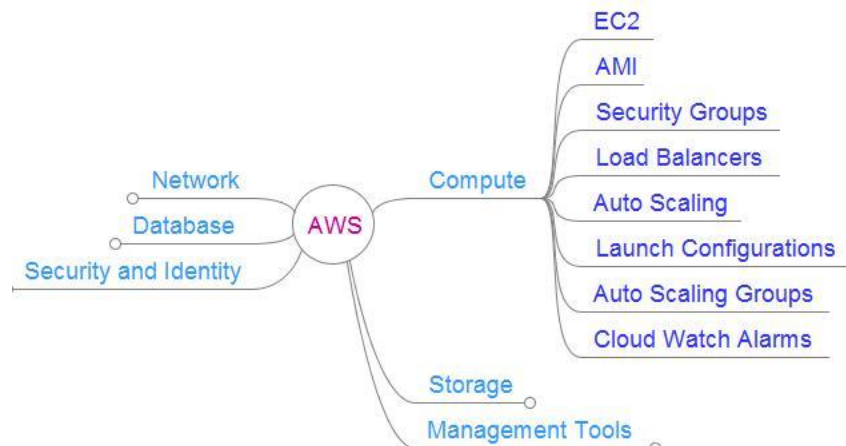 EC2
AMI
Security Groups
Load Balancers
Auto Scaling
Launch Configurations
Auto Scaling Groups
Cloud Watch Alarms
Compute
Network
Database
Security and Identity
AWS
Storage
Management Tools